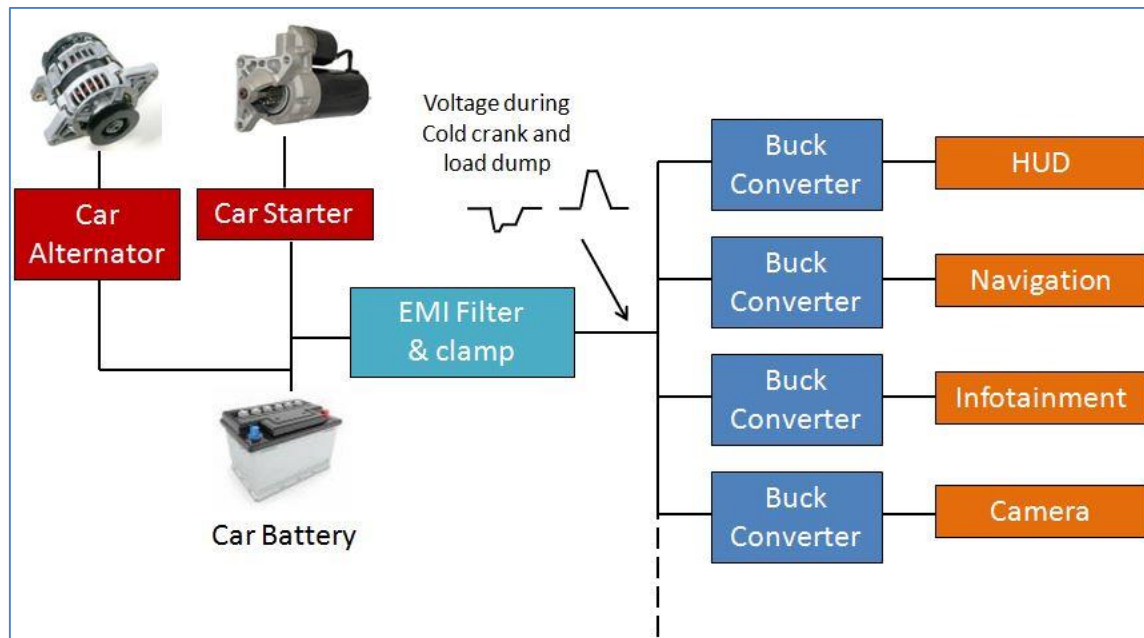 Car
Alternator
Car Starter
Car Battery
EMI Filter
& clamp
Voltage during
Cold crank and
load dump
Buck
Converter
HUD
Buck
Converter
Navigation
Buck
Converter
Infotainment
Buck
Converter
Camera